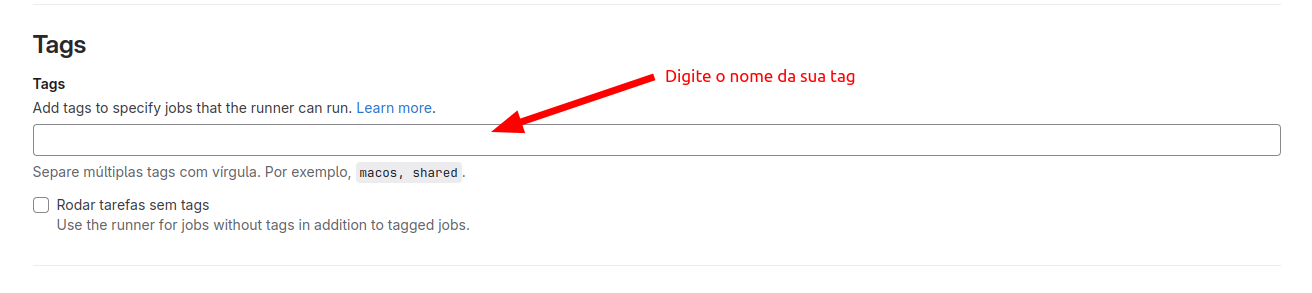 Tags
Tags
Digite o nome da sua tag
Add tags to specify jobs that the runner can run. Learn more.
Separe múltiplas tags com vírgula. Por exemplo, macos, shared.
Rodar tarefas sem tags
Use the runner for jobs without tags in addition to tagged jobs.